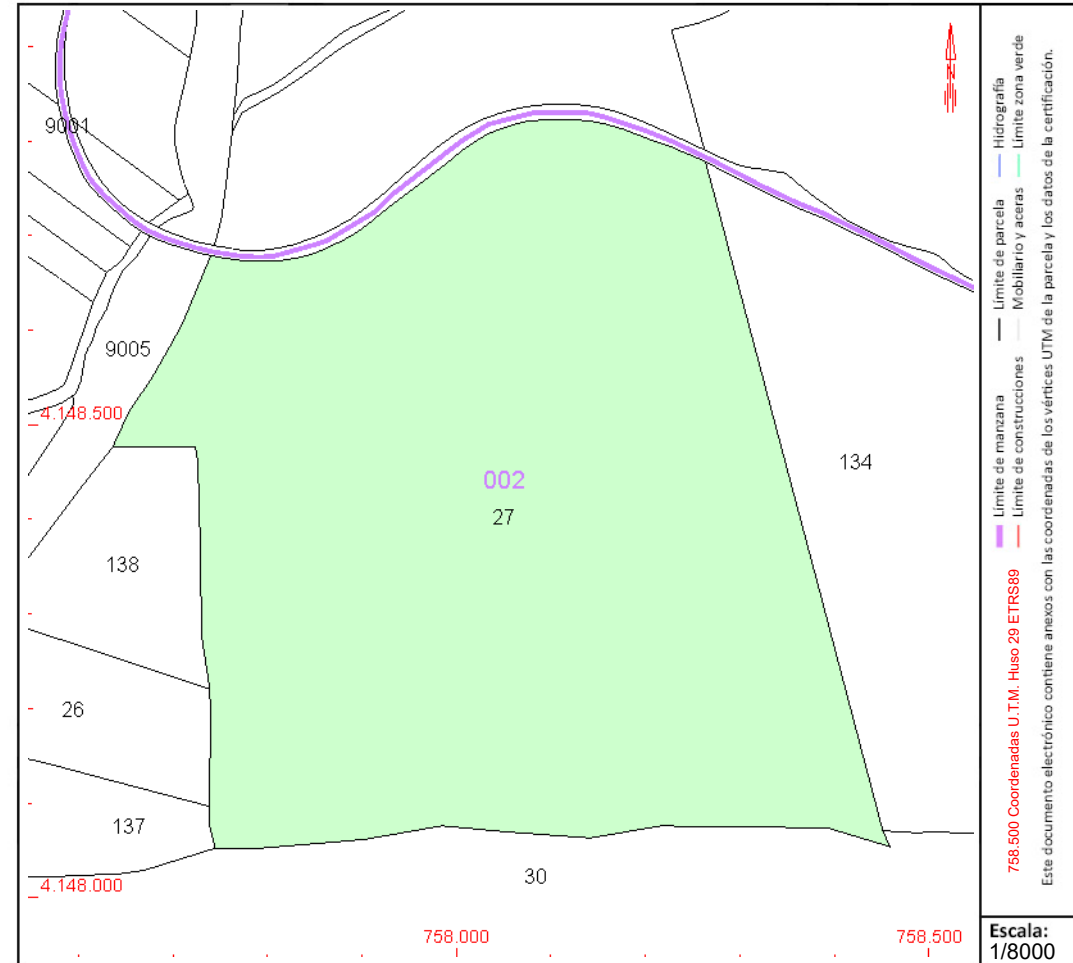 N
9001
9005
4.148.500
002
27
134
138
26
137
4.148.000
30
758.000
758.500
Límite de manzana
Límite de parcela
Hidrografía
Límite de construcciones
Mobiliario y aceras
Límite zona verde
758.500 Coordenadas U.T.M. Huso 29 ETRS89
Este documento electrónico contiene anexos con las coordenadas de los vértices UTM de la parcela y los datos de la certificación.
Escala:
1/8000